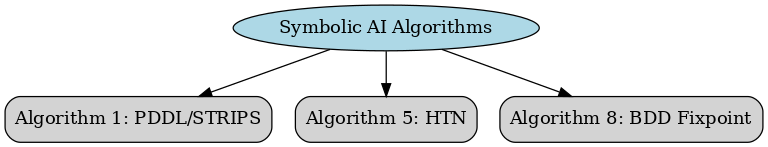 Symbolic AI Algorithms
Algorithm 1: PDDL/STRIPS
Algorithm 5: HTN
Algorithm 8: BDD Fixpoint